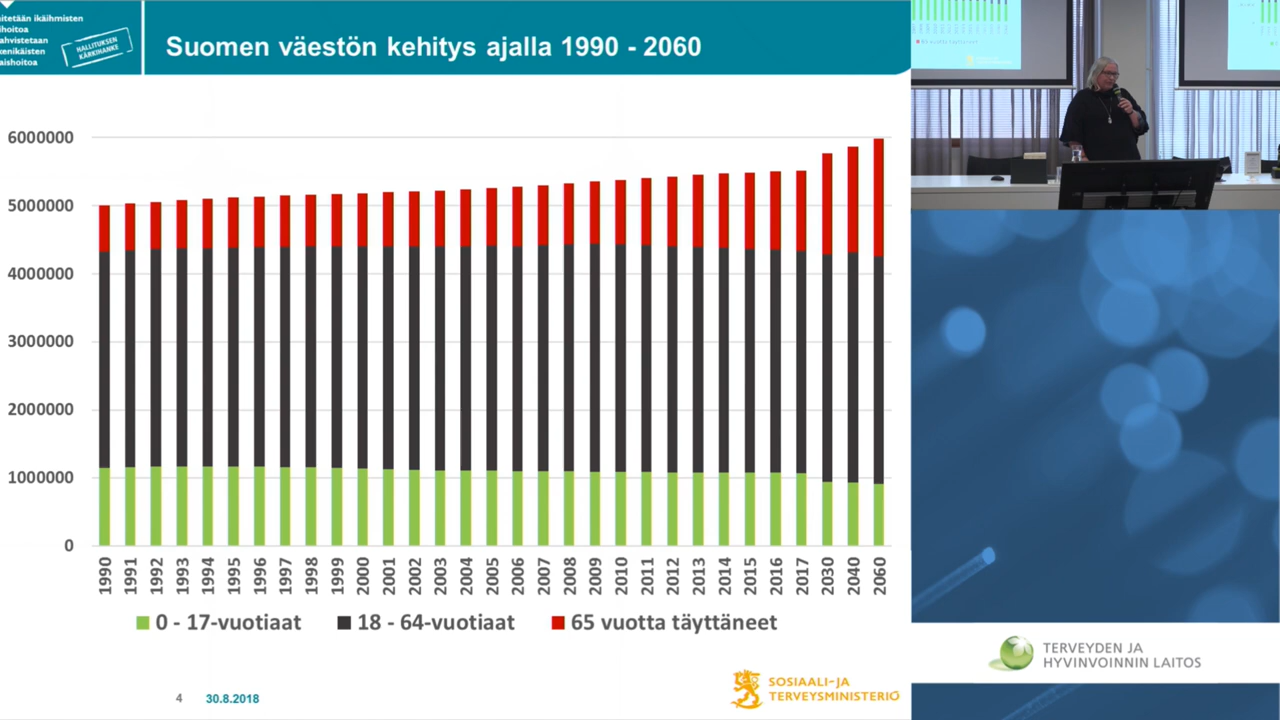 HALLITUKSEN
KÄRKIHANKE
Suomen väestön kehitys ajalla 1990 - 2060
6000000
5000000
4000000
3000000
2000000
1000000
0
1990 1991 1992 1993 1994 1995 1996 1997 1998 1999 2000 2001 2002 2003 2004 2005 2006 2007 2008 2009 2010 2011 2012 2013 2014 2015 2016 2017 2030 2040 2060
0 - 17-vuotiaat 18 - 64-vuotiaat 65 vuotta täyttäneet
4 30.8.2018
SOSIAALI- JA
TERVEYSMINISTERIÖ
TERVEYDEN JA
HYVINVOINNIN LAITOS